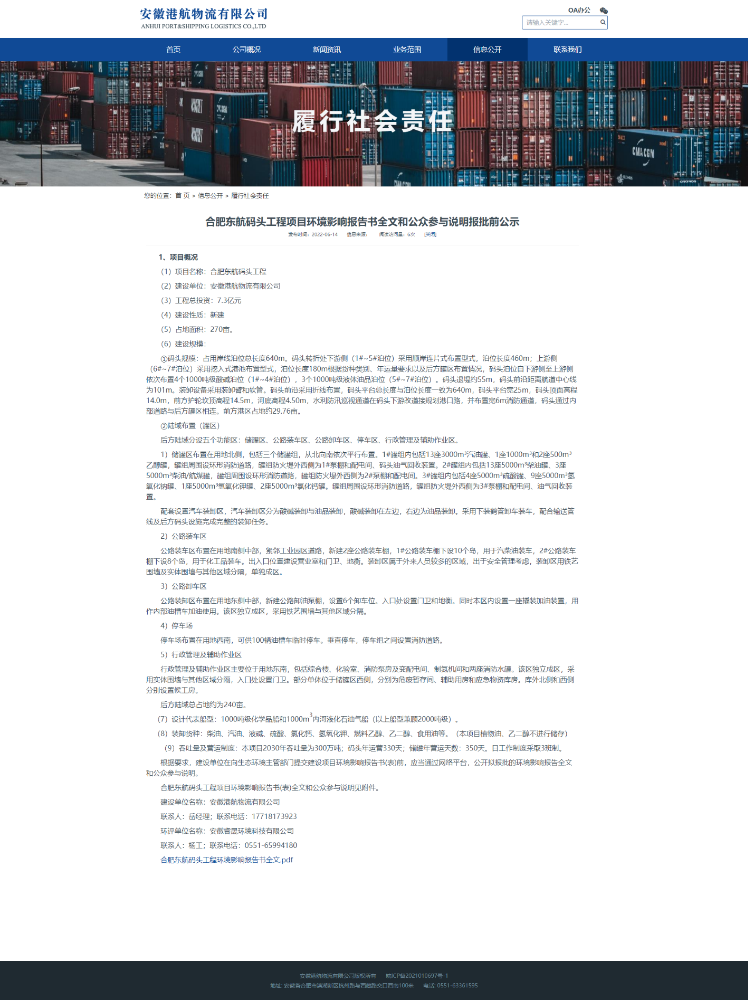 安徽港航物流有限公司
ANHUI PORT&SHIPPING LOGISTICS CO.,LTD
OA办公
请输入关键字...
首页 公司概况 新闻资讯 业务范围 信息公开 联系我们
履行社会责任
CMA CGM
您的位置：首 页 > 信息公开 > 履行社会责任
合肥东航码头工程项目环境影响报告书全文和公众参与说明报批前公示
发布时间：2022-06-14 信息来源： 阅读访问量：6次 [关闭]
1、项目概况
（1）项目名称：合肥东航码头工程
（2）建设单位：安徽港航物流有限公司
（3）工程总投资：7.3亿元
（4）建设性质：新建
（5）占地面积：270亩。
（6）建设规模：
①码头规模：占用岸线泊位总长度640m。码头转折处下游侧（1#~5#泊位）采用顺岸连片式布置型式，泊位长度460m；上游侧
（6#~7#泊位）采用挖入式港池布置型式，泊位长度180m根据货种类别、年运量要求以及后方罐区布置情况，码头泊位自下游侧至上游侧
依次布置4个1000吨级酸碱泊位（1#~4#泊位），3个1000吨级液体油品泊位（5#~7#泊位）。码头退堤约55m，码头前沿距离航道中心线
为101m。装卸设备采用装卸臂和软管。码头前沿采用折线布置，码头平台总长度与泊位长度一致为640m，码头平台宽25m，码头顶面高程
14.0m，前方护轮坎顶高程14.5m，河底高程4.50m，水利防汛巡视通道在码头下游改道接规划港口路，并布置宽6m消防通道，码头通过内
部道路与后方罐区相连。前方港区占地约29.76亩。
②陆域布置（罐区）
后方陆域分设五个功能区：储罐区、公路装车区、公路卸车区、停车区、行政管理及辅助作业区。
1）储罐区布置在用地北侧，包括三个储罐组，从北向南依次平行布置。1#罐组内包括13座3000m³汽油罐、1座1000m³和2座500m³
乙醇罐，罐组周围设环形消防道路，罐组防火堤外西侧为1#泵棚和配电间、码头油气回收装置。2#罐组内包括13座5000m³柴油罐、3座
5000m³柴油/航煤罐，罐组周围设环形消防道路，罐组防火堤外西侧为2#泵棚和配电间。3#罐组内包括4座5000m³硫酸罐、9座5000m³氢
氧化钠罐、1座5000m³氢氧化钾罐、2座5000m³氯化钙罐。罐组周围设环形消防道路，罐组防火堤外西侧为3#泵棚和配电间、油气回收装
置。
配套设置汽车装卸区，汽车装卸区分为酸碱装卸与油品装卸，酸碱装卸在左边，右边为油品装卸。采用下装鹤管卸车装车，配合输送管
线及后方码头设施完成完整的装卸任务。
2）公路装车区
公路装车区布置在用地南侧中部，紧邻工业园区道路，新建2座公路装车棚，1#公路装车棚下设10个岛，用于汽柴油装车，2#公路装车
棚下设8个岛，用于化工品装车。出入口位置建设营业室和门卫、地衡。装卸区属于外来人员较多的区域，出于安全管理考虑，装卸区用铁艺
围墙及实体围墙与其他区域分隔，单独成区。
3）公路卸车区
公路装卸区布置在用地东侧中部，新建公路卸油泵棚，设置6个卸车位。入口处设置门卫和地衡。同时本区内设置一座撬装加油装置，用
作内部油槽车加油使用。该区独立成区，采用铁艺围墙与其他区域分隔。
4）停车场
停车场布置在用地西南，可供100辆油槽车临时停车。垂直停车，停车组之间设置消防道路。
5）行政管理及辅助作业区
行政管理及辅助作业区主要位于用地东南，包括综合楼、化验室、消防泵房及变配电间、制氮机间和两座消防水罐。该区独立成区，采
用实体围墙与其他区域分隔，入口处设置门卫。部分单体位于储罐区西侧，分别为危废暂存间、辅助用房和应急物资库房。库外北侧和西侧
分别设置候工房。
后方陆域总占地约为240亩。
（7）设计代表船型：1000吨级化学品船和1000m³内河液化石油气船（以上船型兼顾2000吨级）。
（8）装卸货种：柴油、汽油、液碱、硫酸、氯化钙、氢氧化钾、燃料乙醇、乙二醇、食用油等。（本项目植物油、乙二醇不进行储存）
（9）吞吐量及营运制度：本项目2030年吞吐量为300万吨；码头年运营330天；储罐年营运天数：350天。日工作制度采取3班制。
根据要求，建设单位在向生态环境主管部门提交建设项目环境影响报告书(表)前，应当通过网络平台，公开拟报批的环境影响报告全文
和公众参与说明。
合肥东航码头工程项目环境影响报告书(表)全文和公众参与说明见附件。
建设单位名称：安徽港航物流有限公司
联系人：岳经理；联系电话：17718173923
环评单位名称：安徽睿晟环境科技有限公司
联系人：杨工；联系电话：0551-65994180
合肥东航码头工程环境影响报告书全文.pdf
安徽港航物流有限公司版权所有 皖ICP备2021010697号-1
地址: 安徽省合肥市滨湖新区杭州路与西藏路交口西南100米 电话: 0551-63361595